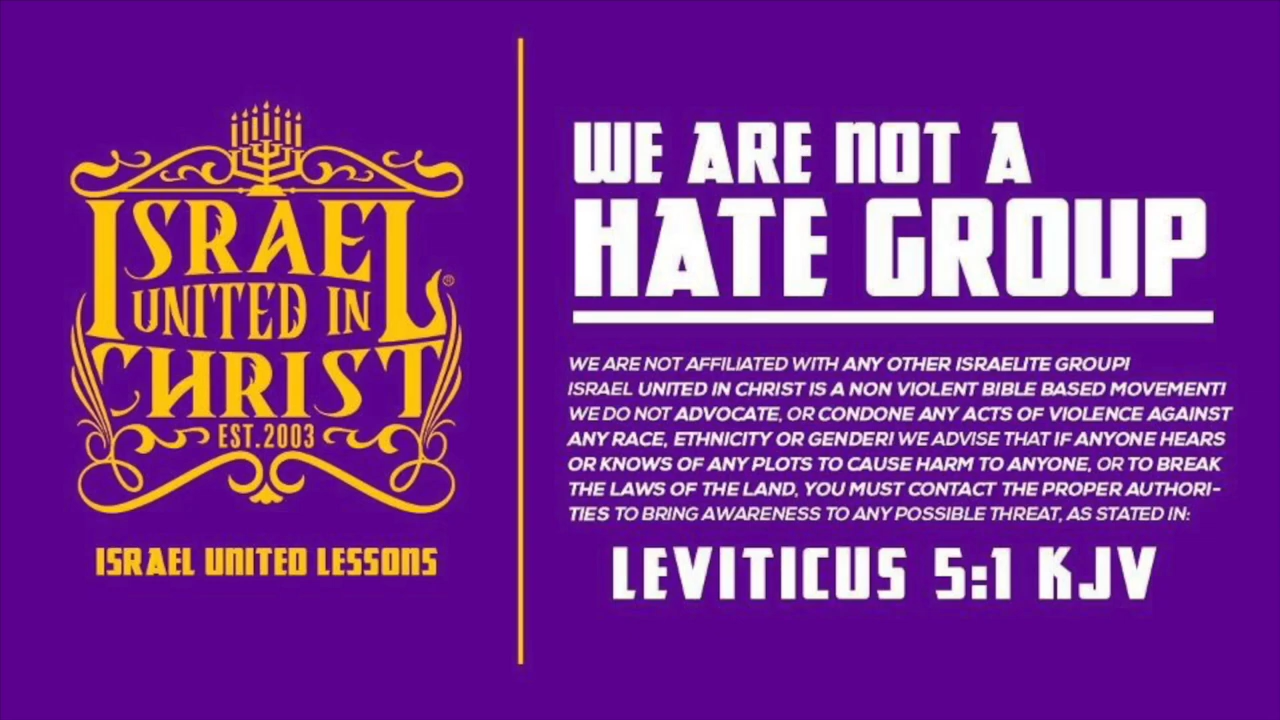 ISRAEL
UNITED IN
CHRIST
EST.2003
ISRAEL UNITED LESSONS
WE ARE NOT A
HATE GROUP
WE ARE NOT AFFILIATED WITH ANY OTHER ISRAELITE GROUP!
ISRAEL UNITED IN CHRIST IS A NON VIOLENT BIBLE BASED MOVEMENT!
WE DO NOT ADVOCATE, OR CONDONE ANY ACTS OF VIOLENCE AGAINST
ANY RACE, ETHNICITY OR GENDER! WE ADVISE THAT IF ANYONE HEARS
OR KNOWS OF ANY PLOTS TO CAUSE HARM TO ANYONE, OR TO BREAK
THE LAWS OF THE LAND, YOU MUST CONTACT THE PROPER AUTHORI-
TIES TO BRING AWARENESS TO ANY POSSIBLE THREAT, AS STATED IN:
LEVITICUS 5:1 KJV